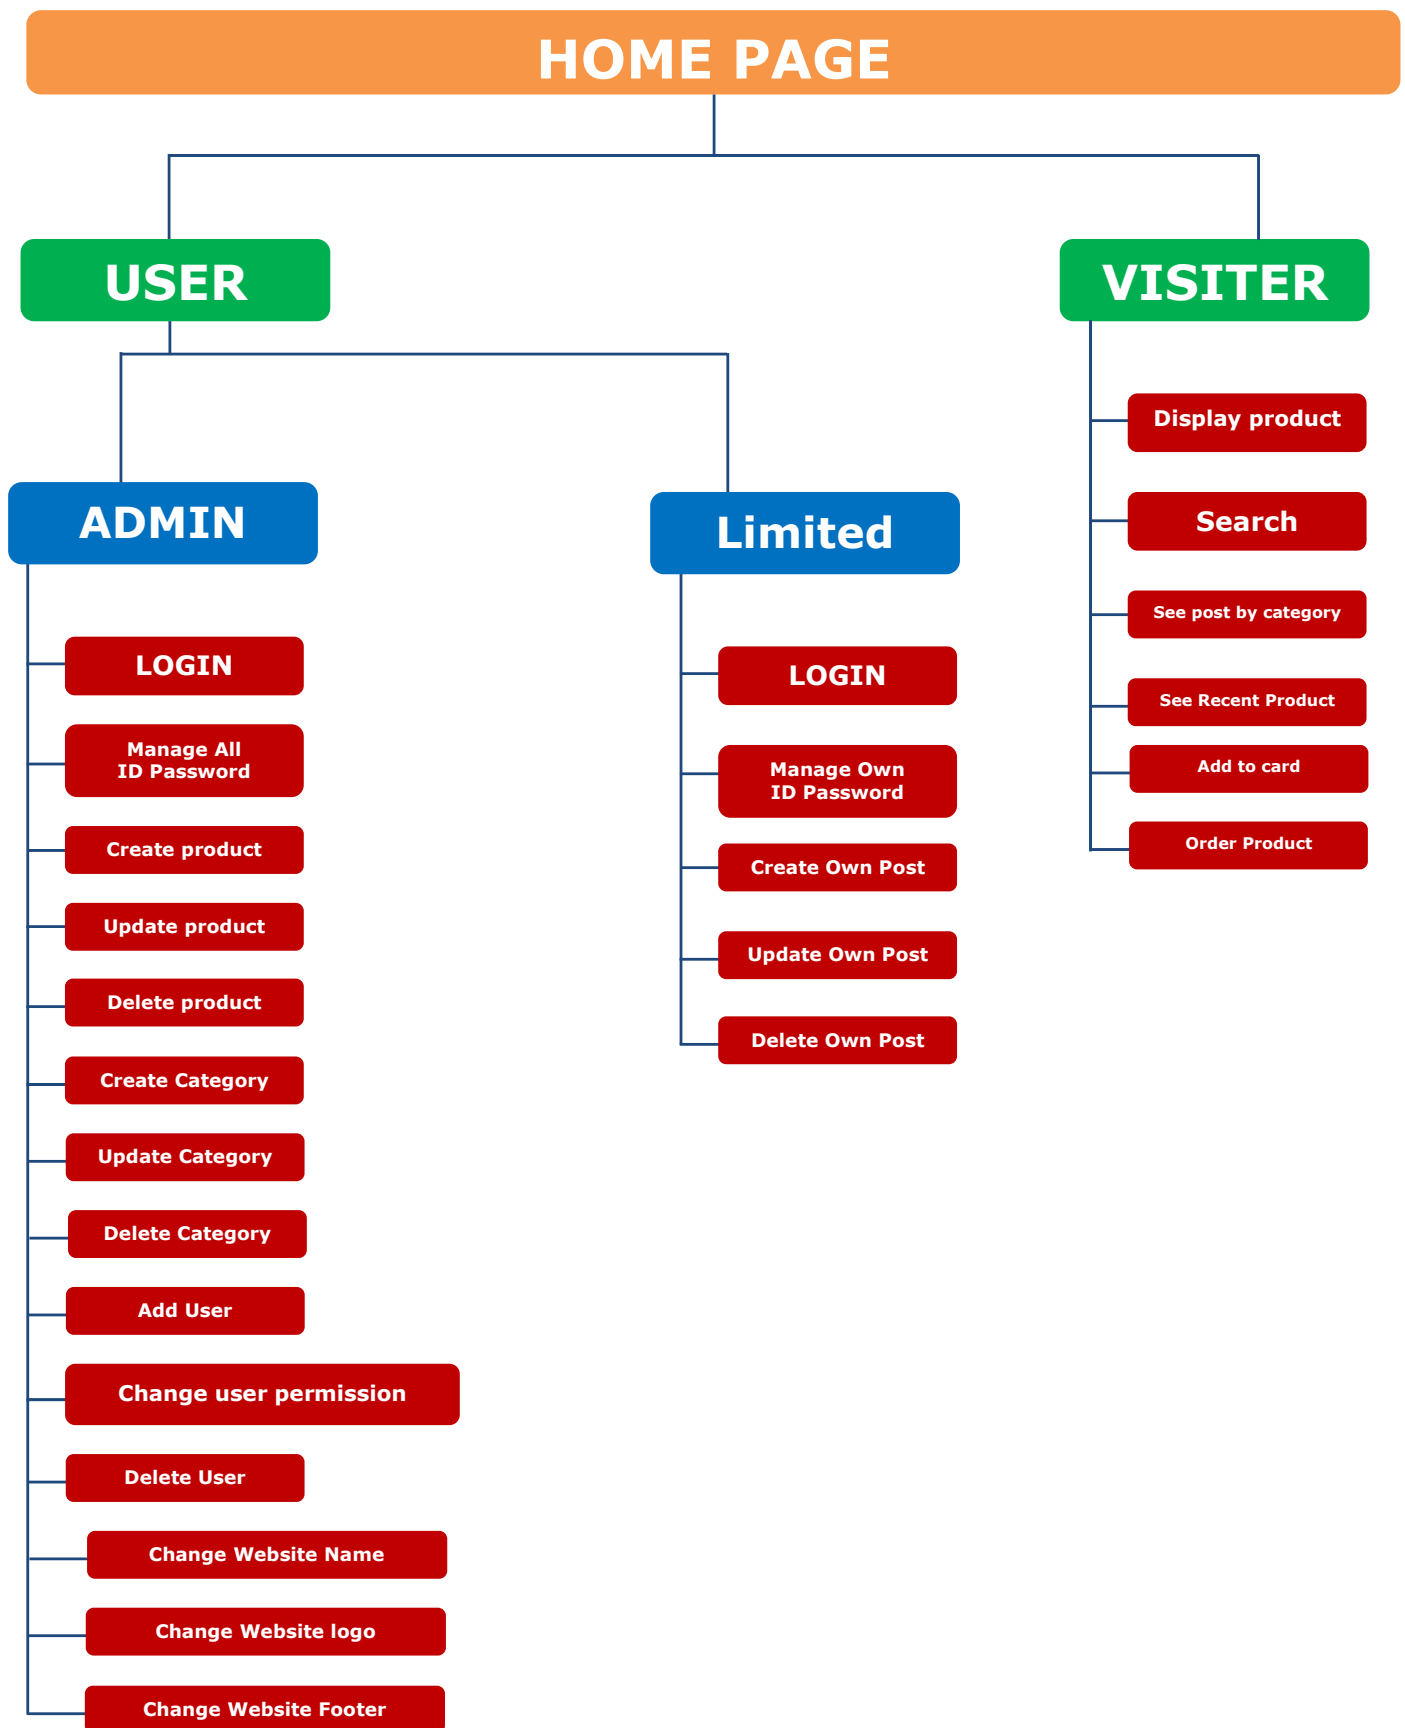 HOME PAGE
USER
VISITER
ADMIN
Limited
LOGIN
Manage All
ID Password
Create product
Update product
Delete product
Create Category
Update Category
Delete Category
Add User
Change user permission
Delete User
Change Website Name
Change Website logo
Change Website Footer
LOGIN
Manage Own
ID Password
Create Own Post
Update Own Post
Delete Own Post
Display product
Search
See post by category
See Recent Product
Add to card
Order Product